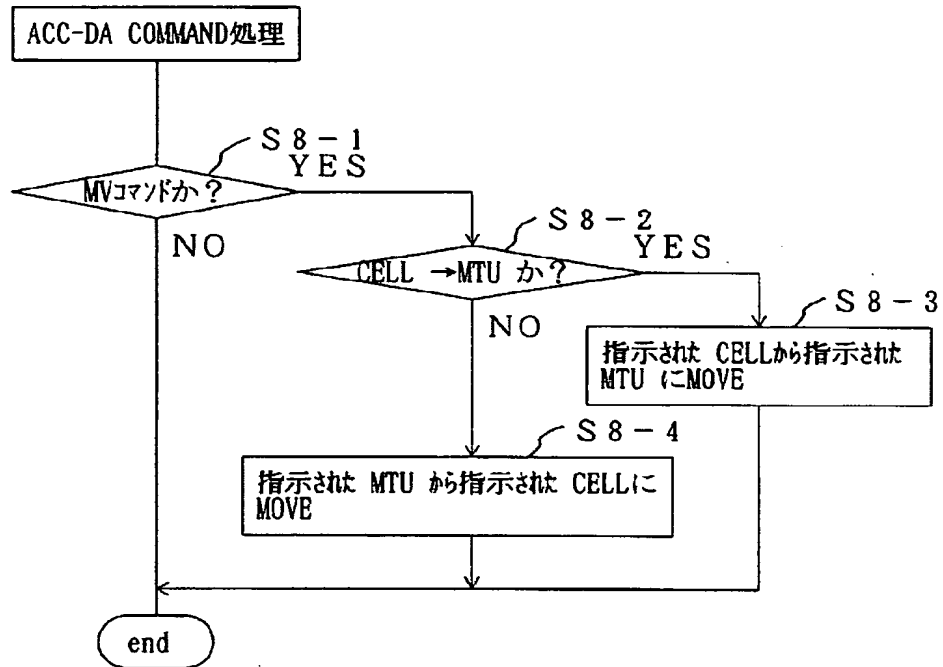 ACC-DA COMMAND処理
S8-1
YES
MVコマンドか?
NO
S8-2
YES
CELL →MTU か?
NO
S8-3
指示された CELLから指示された
MTU にMOVE
S8-4
指示された MTU から指示された CELLに
MOVE
end